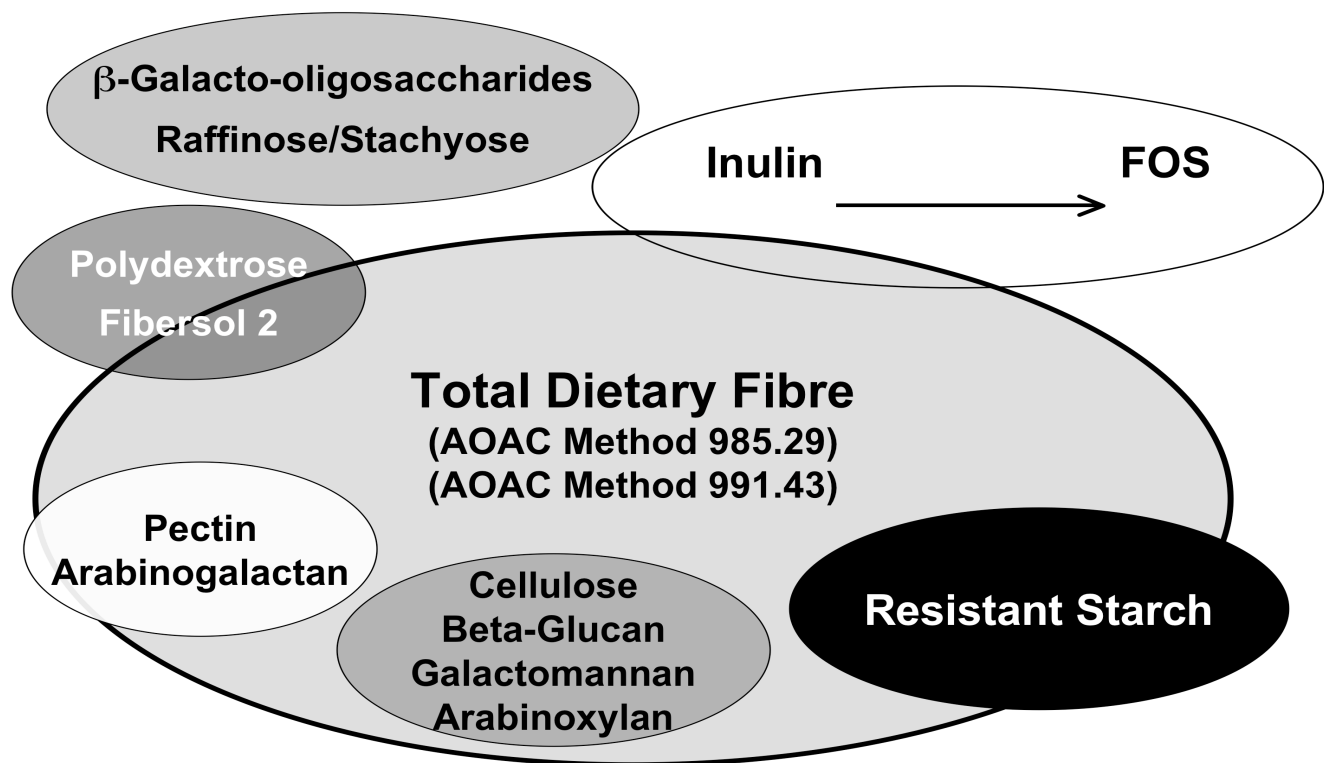 β-Galacto-oligosaccharides
Raffinose/Stachyose
Inulin
FOS
Polydextrose
Fibersol 2
Total Dietary Fibre
(AOAC Method 985.29)
(AOAC Method 991.43)
Pectin
Arabinogalactan
Cellulose
Beta-Glucan
Galactomannan
Arabinoxylan
Resistant Starch